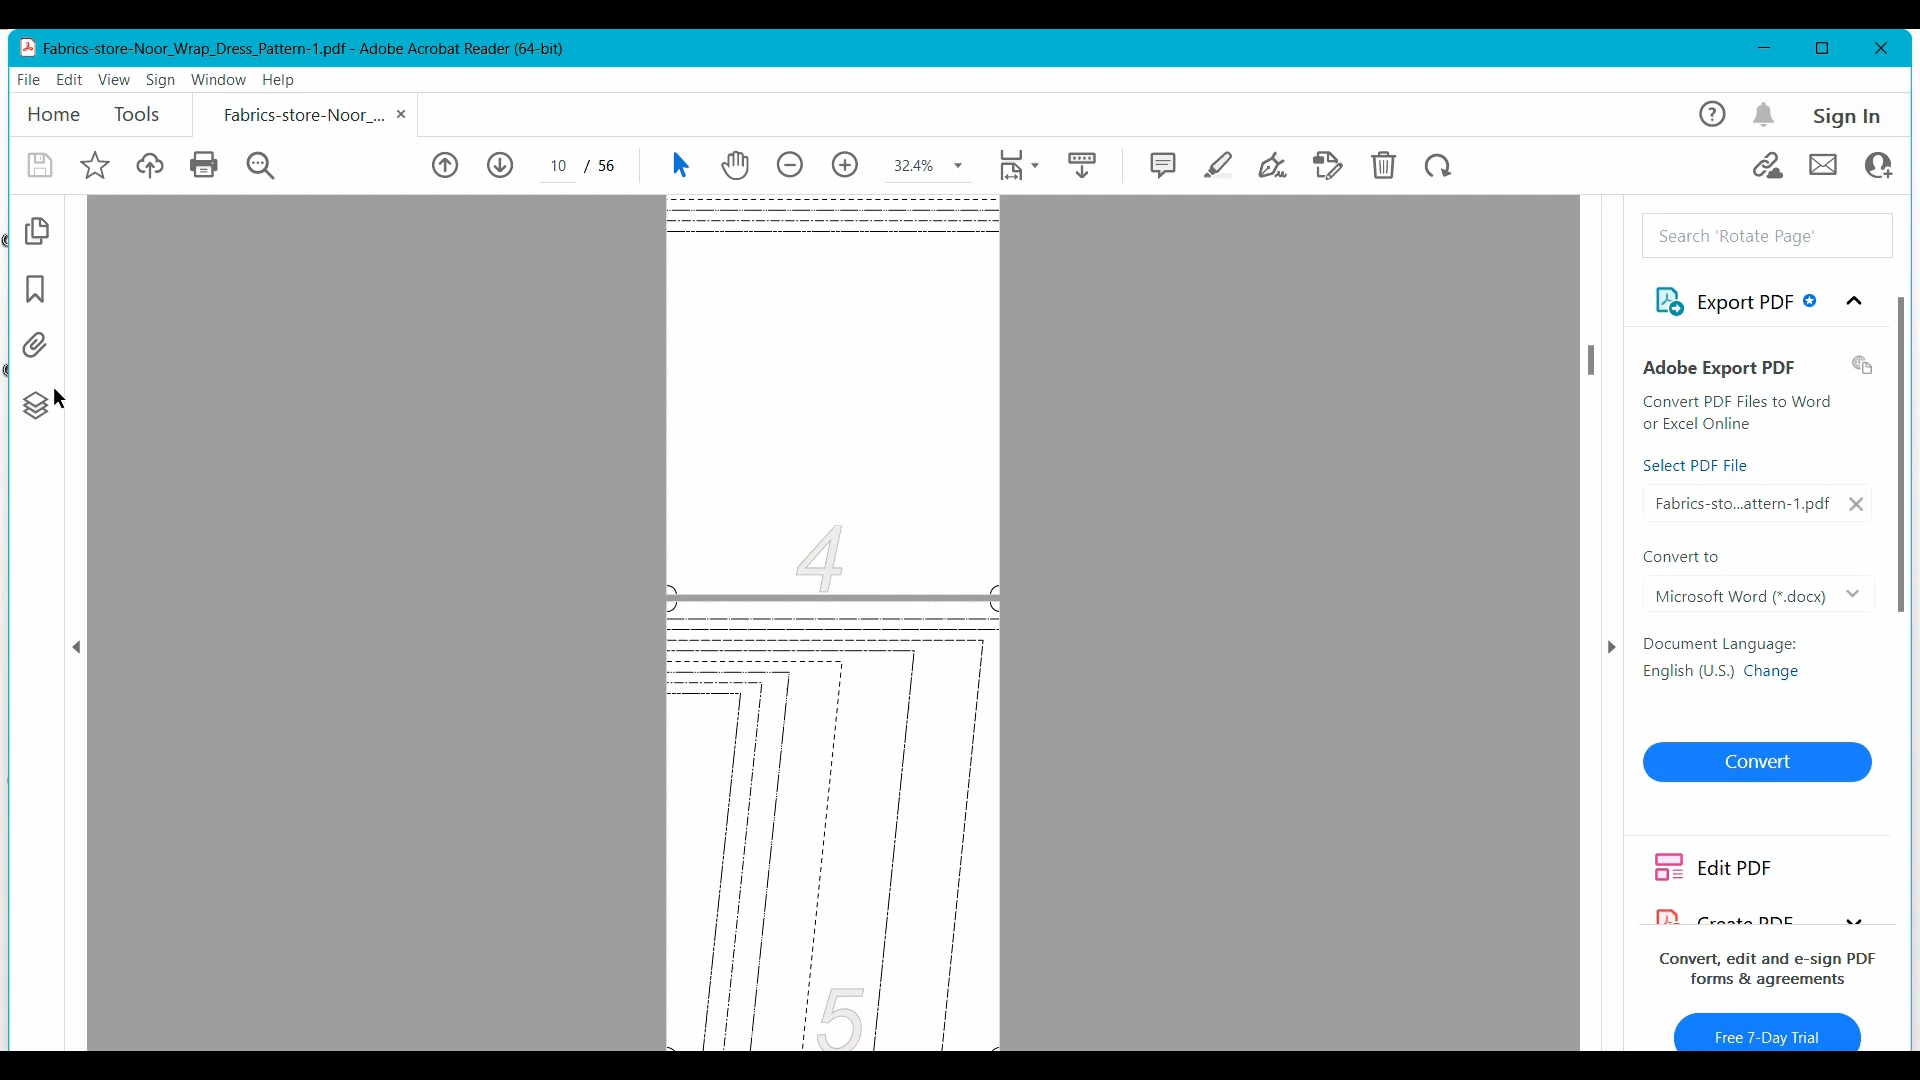 Fabrics-store-Noor_Wrap_Dress_Pattern-1.pdf - Adobe Acrobat Reader (64-bit)
File Edit View Sign Window Help
Home Tools Fabrics-store-Noor_... × Sign In
10 / 56 32.4%
Search 'Rotate Page'
Export PDF
Adobe Export PDF
Convert PDF Files to Word
or Excel Online
Select PDF File
Fabrics-sto...attern-1.pdf
Convert to
Microsoft Word (*.docx)
Document Language:
English (U.S.) Change
Convert
Edit PDF
Create PDF
Convert, edit and e-sign PDF
forms & agreements
Free 7-Day Trial
4
5